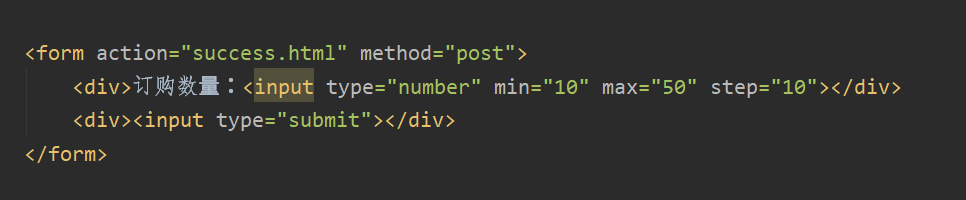 <form action="success.html" method="post">
<div>订购数量：<input type="number" min="10" max="50" step="10"></div>
<div><input type="submit"></div>
</form>